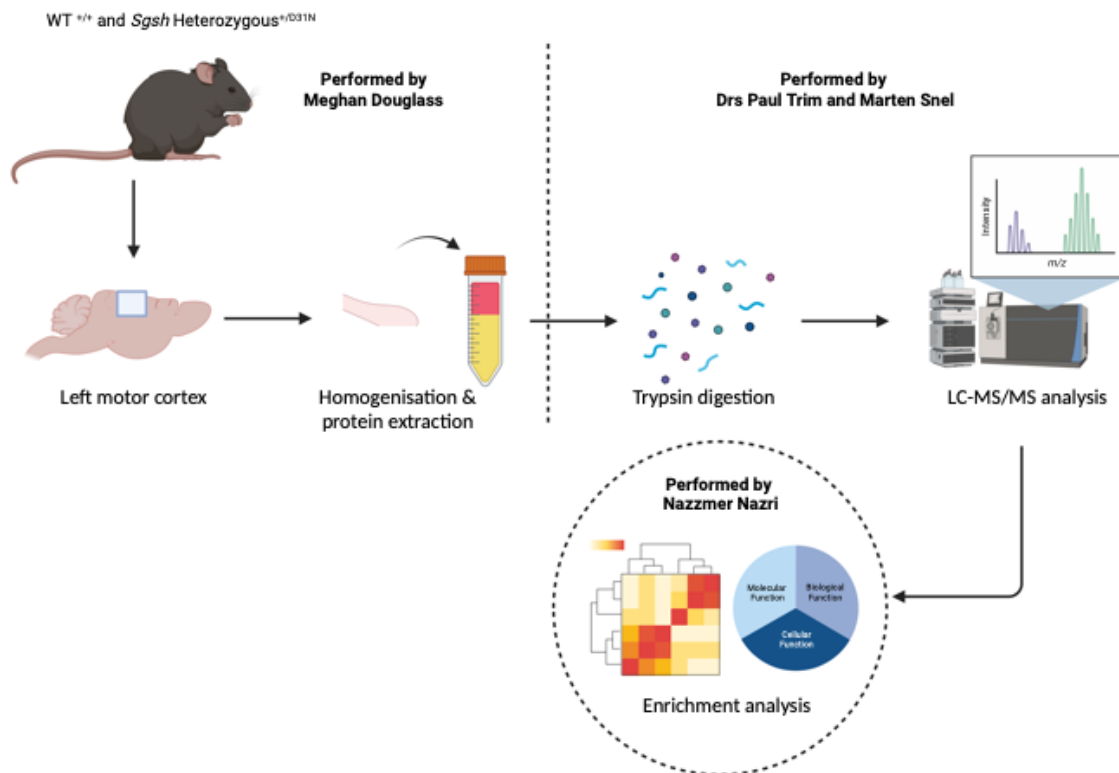 WT +/+ and Sgsh Heterozygous+/D31N
Performed by
Meghan Douglass
Performed by
Drs Paul Trim and Marten Snel
Intensity
m/z
Left motor cortex
Homogenisation &
protein extraction
Trypsin digestion
LC-MS/MS analysis
Performed by
Nazzmer Nazri
Molecular
Function
Biological
Function
Cellular
Function
Enrichment analysis